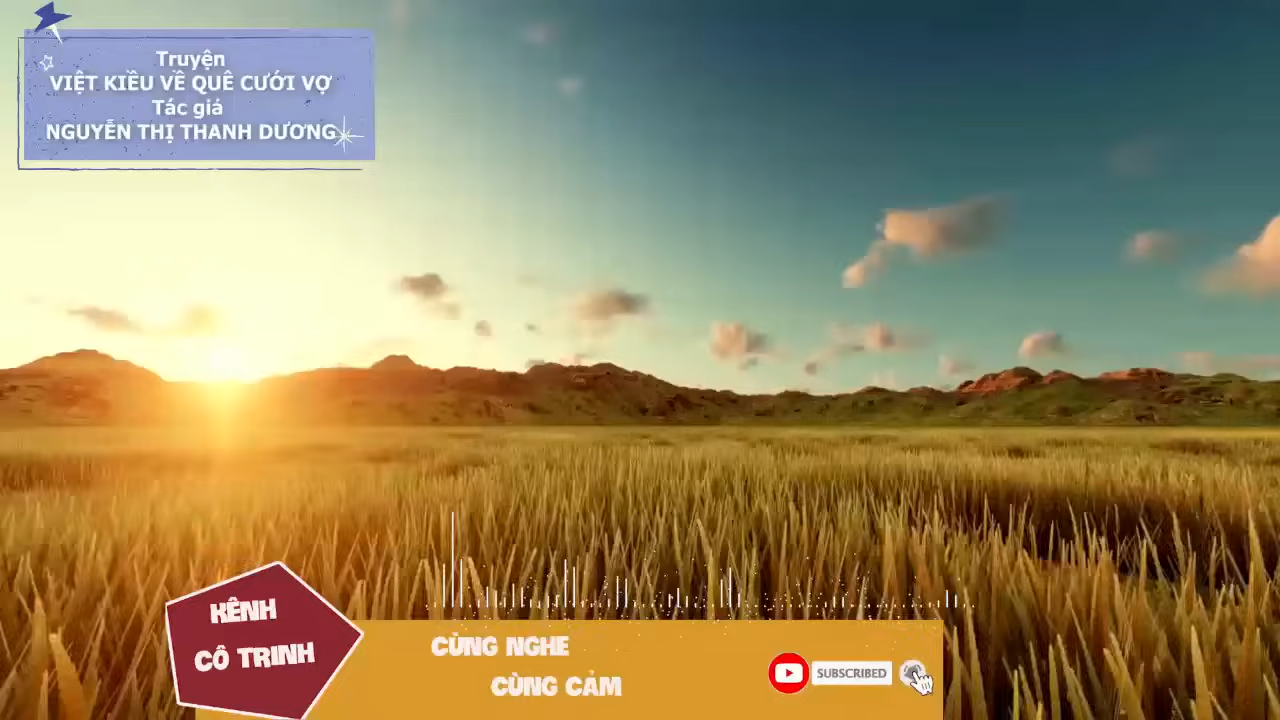 Truyện
VIỆT KIỀU VỀ QUÊ CƯỚI VỢ
Tác giả
NGUYỄN THỊ THANH DƯƠNG
KÊNH
CÔ TRINH
CÙNG NGHE
CÙNG CẢM
SUBSCRIBED